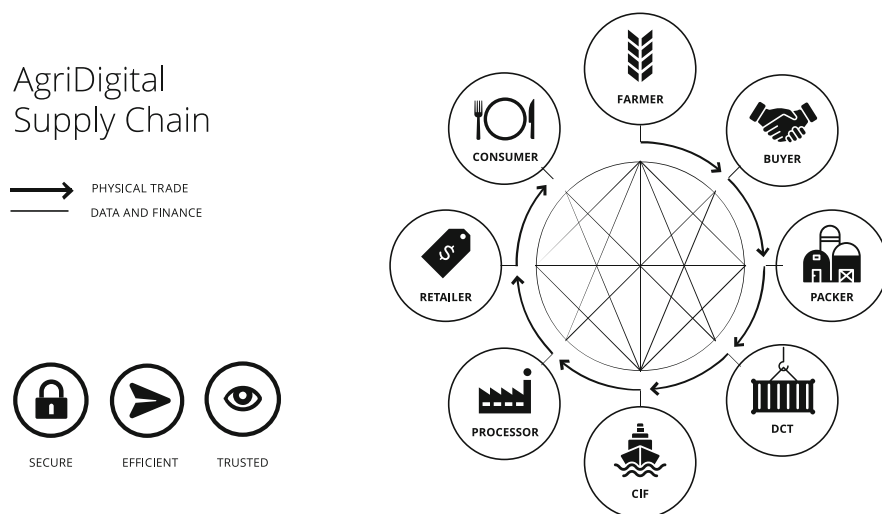 AgriDigital
Supply Chain
PHYSICAL TRADE
DATA AND FINANCE
FARMER
BUYER
PACKER
DCT
CIF
PROCESSOR
RETAILER
$
CONSUMER
SECURE
EFFICIENT
TRUSTED